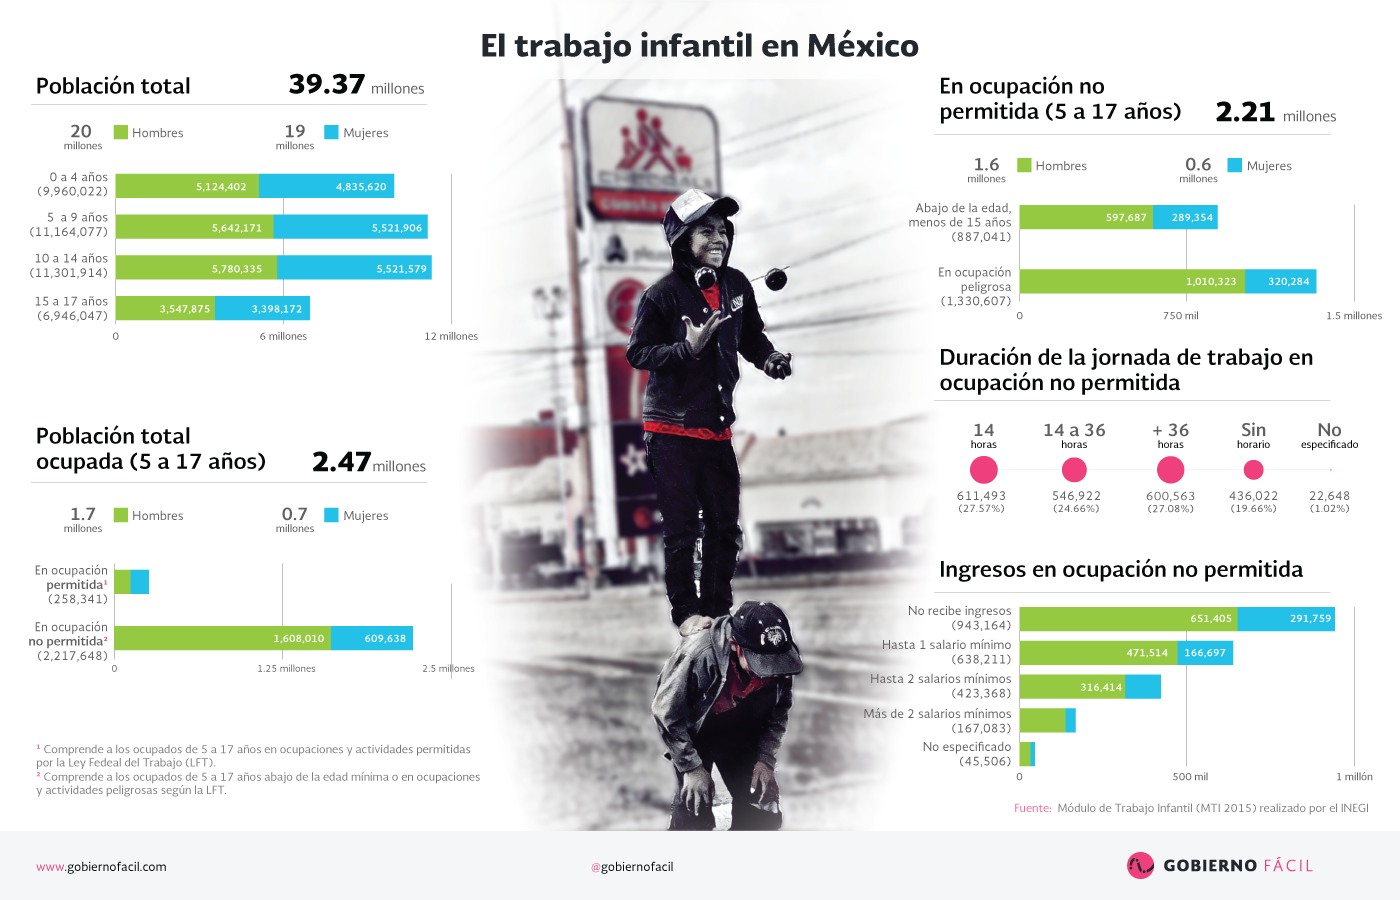 El trabajo infantil en México
Población total
39.37 millones
20 millones
Hombres
19 millones
Mujeres
0 a 4 años
(9,960,022)
5,124,402
4,835,620
5 a 9 años
(11,164,077)
5,642,171
5,521,906
10 a 14 años
(11,301,914)
5,780,335
5,521,579
15 a 17 años
(6,946,047)
3,547,875
3,398,172
0
6 millones
12 millones
Población total
ocupada (5 a 17 años)
2.47 millones
1.7 millones
Hombres
0.7 millones
Mujeres
En ocupación
permitida¹
(258,341)
En ocupación
no permitida²
(2,217,648)
1,608,010
609,638
0
1.25 millones
2.5 millones
¹ Comprende a los ocupados de 5 a 17 años en ocupaciones y actividades permitidas
por la Ley Fedeal del Trabajo (LFT).
² Comprende a los ocupados de 5 a 17 años abajo de la edad mínima o en ocupaciones
y actividades peligrosas según la LFT.
En ocupación no
permitida (5 a 17 años)
2.21 millones
1.6 millones
Hombres
0.6 millones
Mujeres
Abajo de la edad,
menos de 15 años
(887,041)
597,687
289,354
En ocupación
peligrosa
(1,330,607)
1,010,323
320,284
0
750 mil
1.5 millones
Duración de la jornada de trabajo en
ocupación no permitida
14
horas
611,493
(27.57%)
14 a 36
horas
546,922
(24.66%)
+ 36
horas
600,563
(27.08%)
Sin
horario
436,022
(19.66%)
No
especificado
22,648
(1.02%)
Ingresos en ocupación no permitida
No recibe ingresos
(943,164)
651,405
291,759
Hasta 1 salario mínimo
(638,211)
471,514
166,697
Hasta 2 salarios mínimos
(423,368)
316,414
Más de 2 salarios mínimos
(167,083)
No especificado
(45,506)
0
500 mil
1 millón
Fuente: Módulo de Trabajo Infantil (MTI 2015) realizado por el INEGI
www.gobiernofacil.com
@gobiernofacil
GOBIERNO FÁCIL